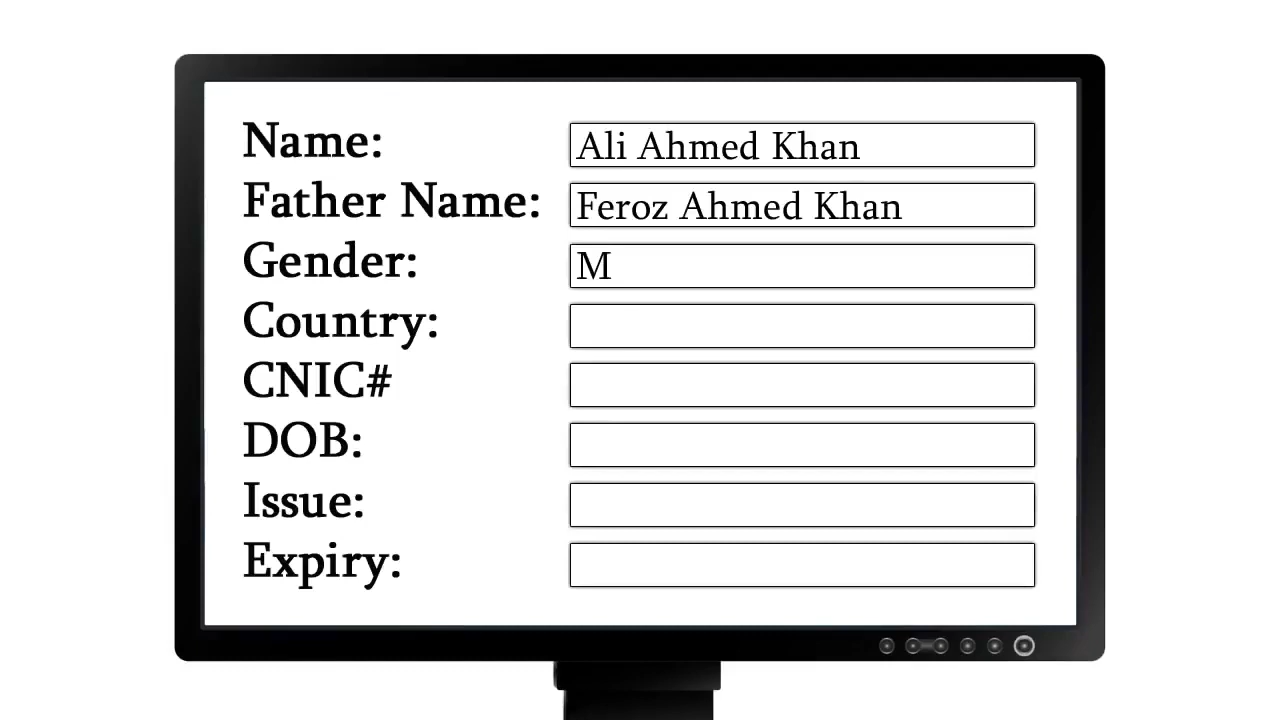 Name: Ali Ahmed Khan
Father Name: Feroz Ahmed Khan
Gender: M
Country:
CNIC#
DOB:
Issue:
Expiry: